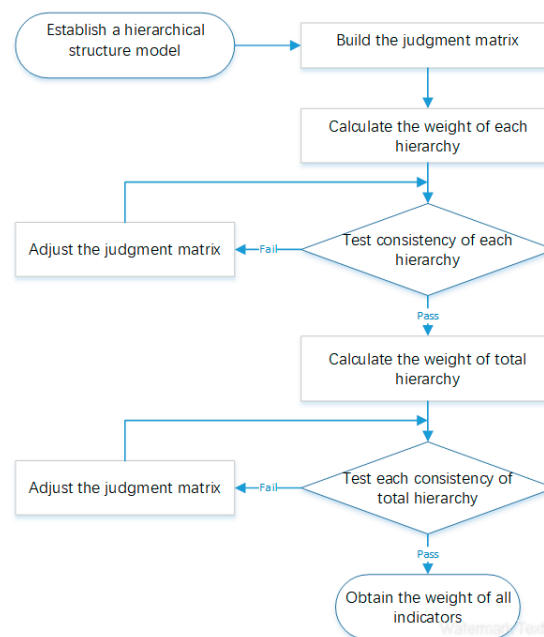 Establish a hierarchical
structure model
Build the judgment matrix
Calculate the weight of each
hierarchy
Test consistency of each
hierarchy
Fail
Adjust the judgment matrix
Pass
Calculate the weight of total
hierarchy
Test each consistency of
total hierarchy
Fail
Adjust the judgment matrix
Pass
Obtain the weight of all
indicators